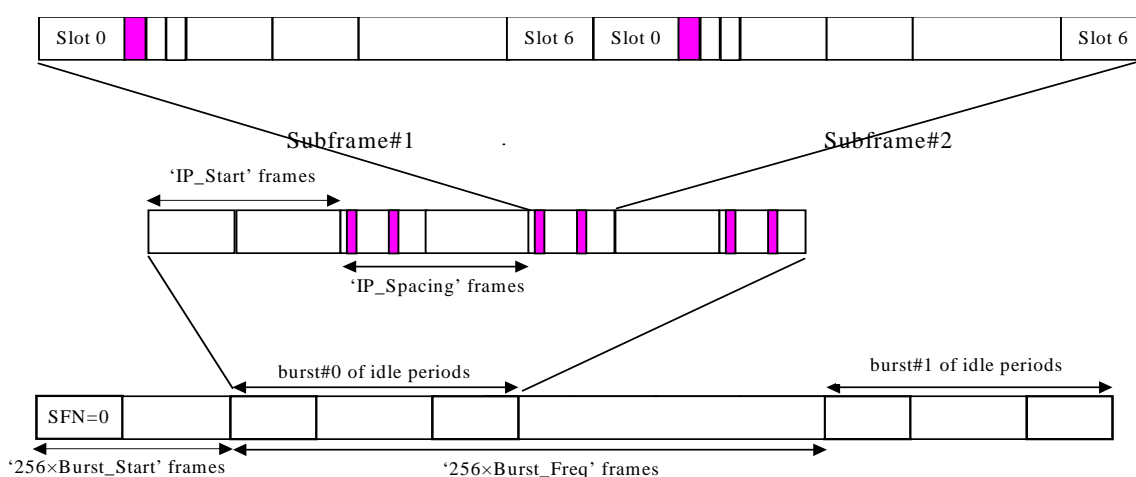 Slot 0
Slot 6
Slot 0
Slot 6
Subframe#1
Subframe#2
‘IP_Start’ frames
‘IP_Spacing’ frames
burst#0 of idle periods
burst#1 of idle periods
SFN=0
‘256×Burst_Start’ frames
‘256×Burst_Freq’ frames